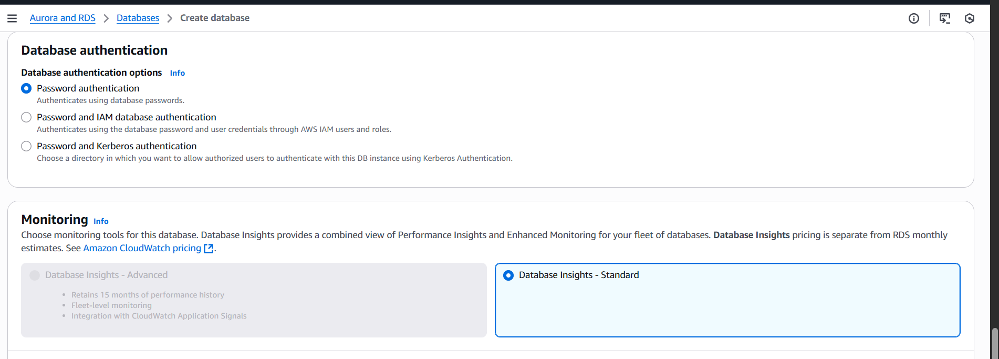 Aurora and RDS > Databases > Create database
Database authentication
Database authentication options Info
Password authentication
Authenticates using database passwords.
Password and IAM database authentication
Authenticates using the database password and user credentials through AWS IAM users and roles.
Password and Kerberos authentication
Choose a directory in which you want to allow authorized users to authenticate with this DB instance using Kerberos Authentication.
Monitoring Info
Choose monitoring tools for this database. Database Insights provides a combined view of Performance Insights and Enhanced Monitoring for your fleet of databases. Database Insights pricing is separate from RDS monthly
estimates. See Amazon CloudWatch pricing.
Database Insights - Advanced
• Retains 15 months of performance history
• Fleet-level monitoring
• Integration with CloudWatch Application Signals
Database Insights - Standard